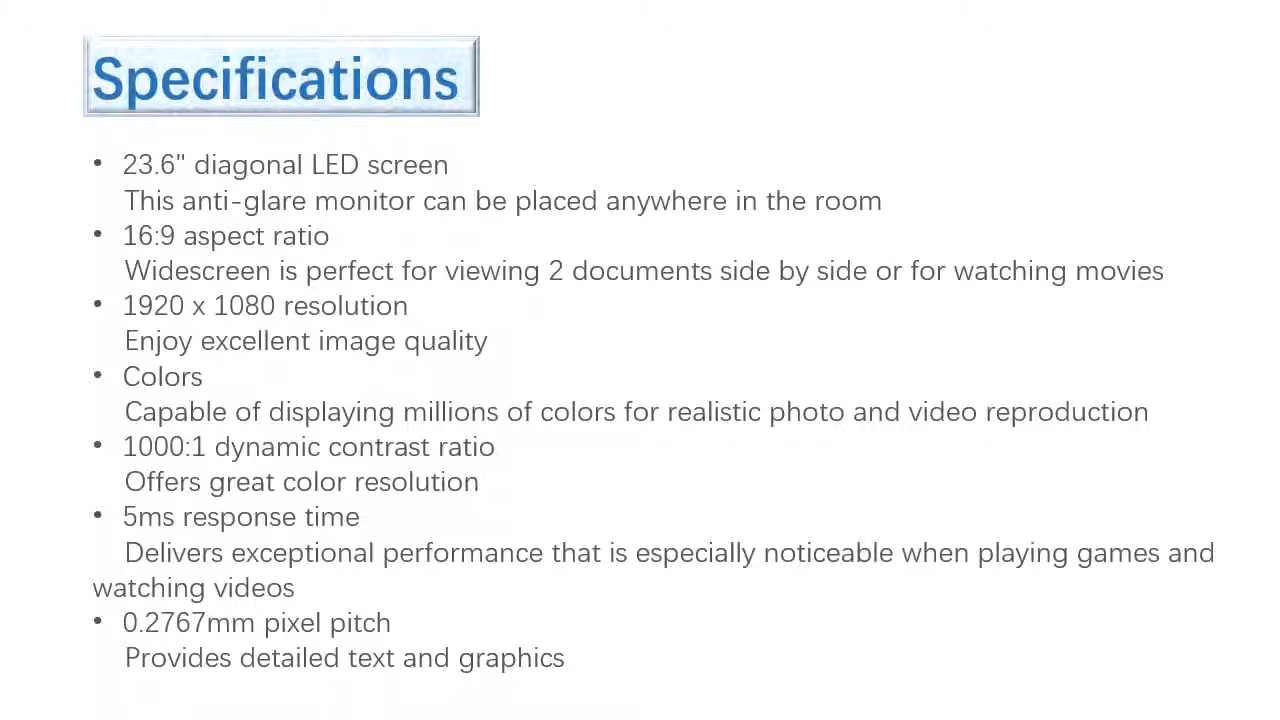 Specifications
• 23.6" diagonal LED screen
This anti-glare monitor can be placed anywhere in the room
• 16:9 aspect ratio
Widescreen is perfect for viewing 2 documents side by side or for watching movies
• 1920 x 1080 resolution
Enjoy excellent image quality
• Colors
Capable of displaying millions of colors for realistic photo and video reproduction
• 1000:1 dynamic contrast ratio
Offers great color resolution
• 5ms response time
Delivers exceptional performance that is especially noticeable when playing games and
watching videos
• 0.2767mm pixel pitch
Provides detailed text and graphics